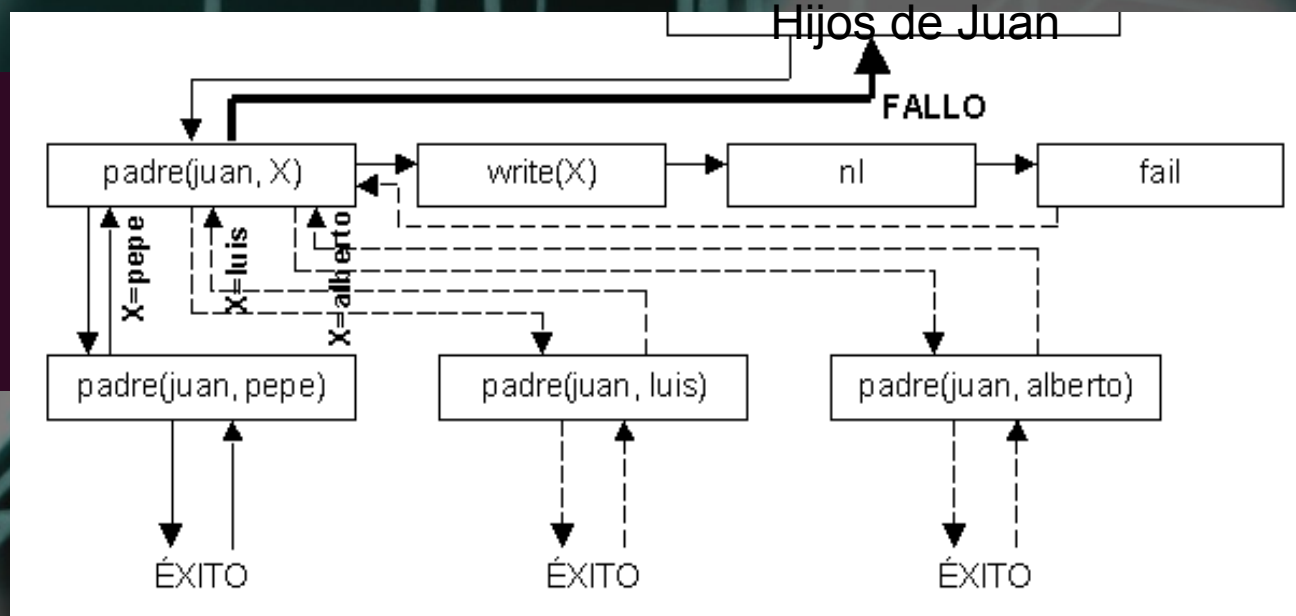 Hijos de Juan
FALLO
padre(juan, X)
write(X)
nl
fail
X=pepe
X=luis
X=alberto
padre(juan, pepe)
padre(juan, luis)
padre(juan, alberto)
ÉXITO
ÉXITO
ÉXITO